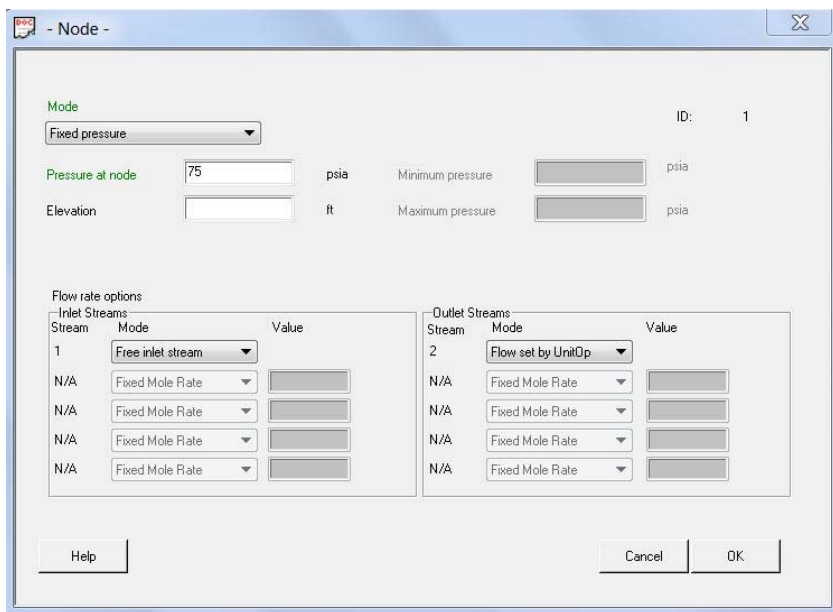 - Node -
Mode
ID: 1
Fixed pressure
Pressure at node 75 psia Minimum pressure psia
Elevation ft Maximum pressure psia
Flow rate options
Inlet Streams
Stream Mode Value
1 Free inlet stream
N/A Fixed Mole Rate
N/A Fixed Mole Rate
N/A Fixed Mole Rate
N/A Fixed Mole Rate
Outlet Streams
Stream Mode Value
2 Flow set by UnitOp
N/A Fixed Mole Rate
N/A Fixed Mole Rate
N/A Fixed Mole Rate
N/A Fixed Mole Rate
Help Cancel OK